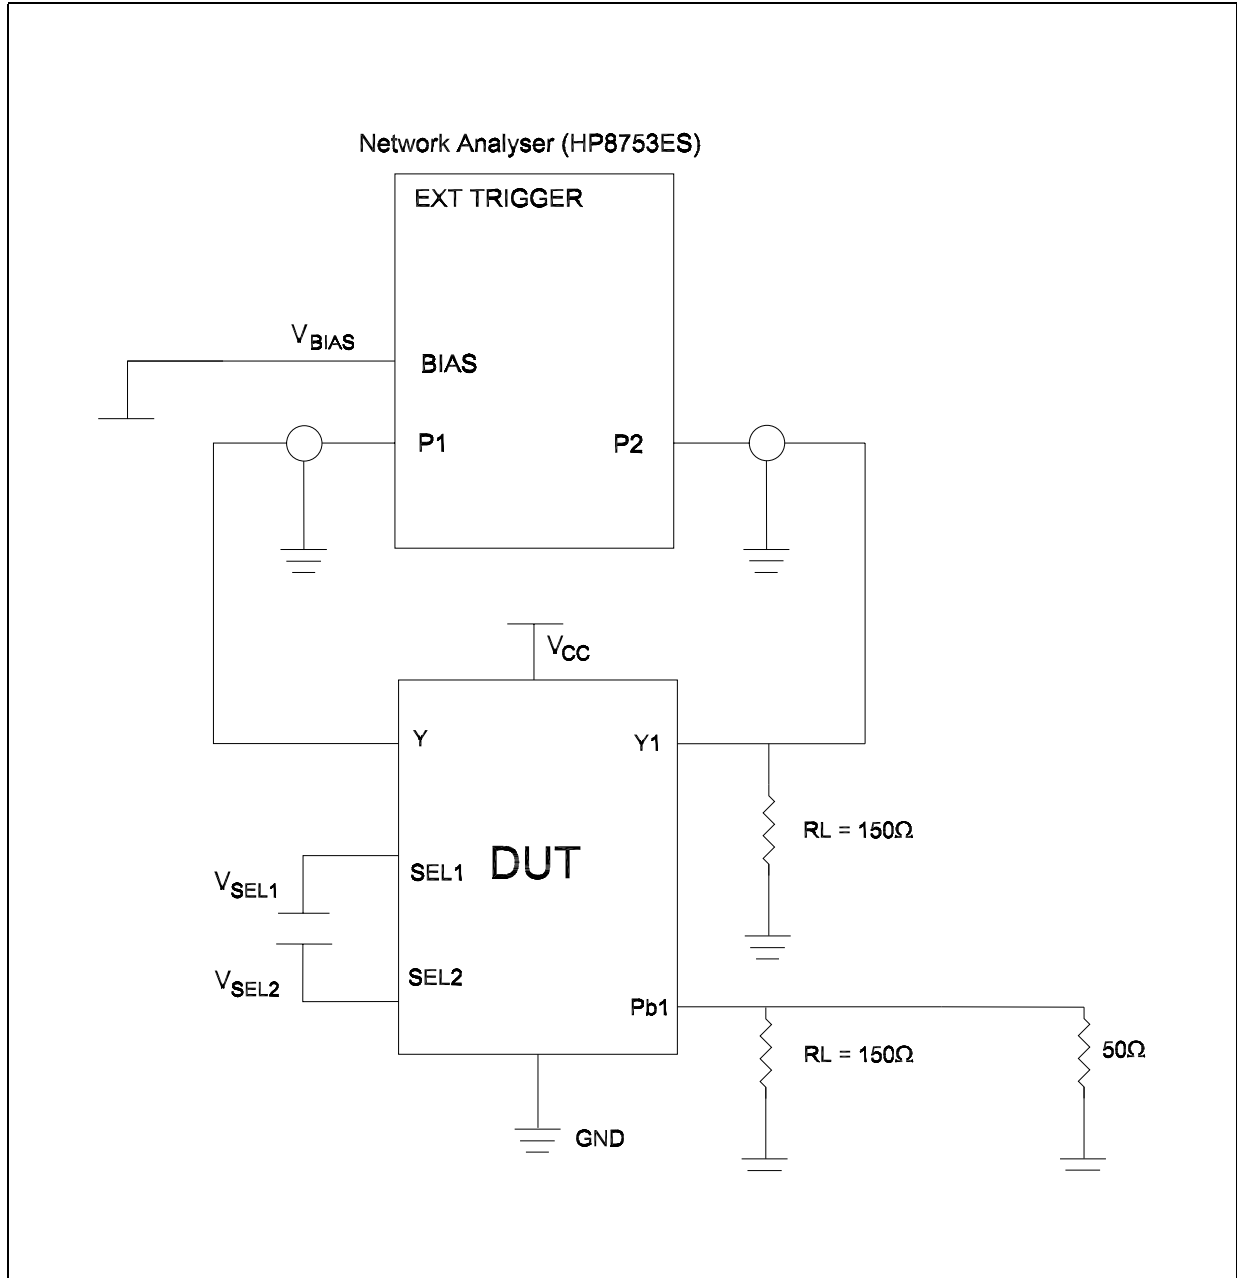 Network Analyser (HP8753ES)
EXT TRIGGER
VBIAS
BIAS
P1
P2
VCC
Y
Y1
RL = 150Ω
DUT
SEL1
VSEL1
SEL2
VSEL2
Pb1
RL = 150Ω
50Ω
GND